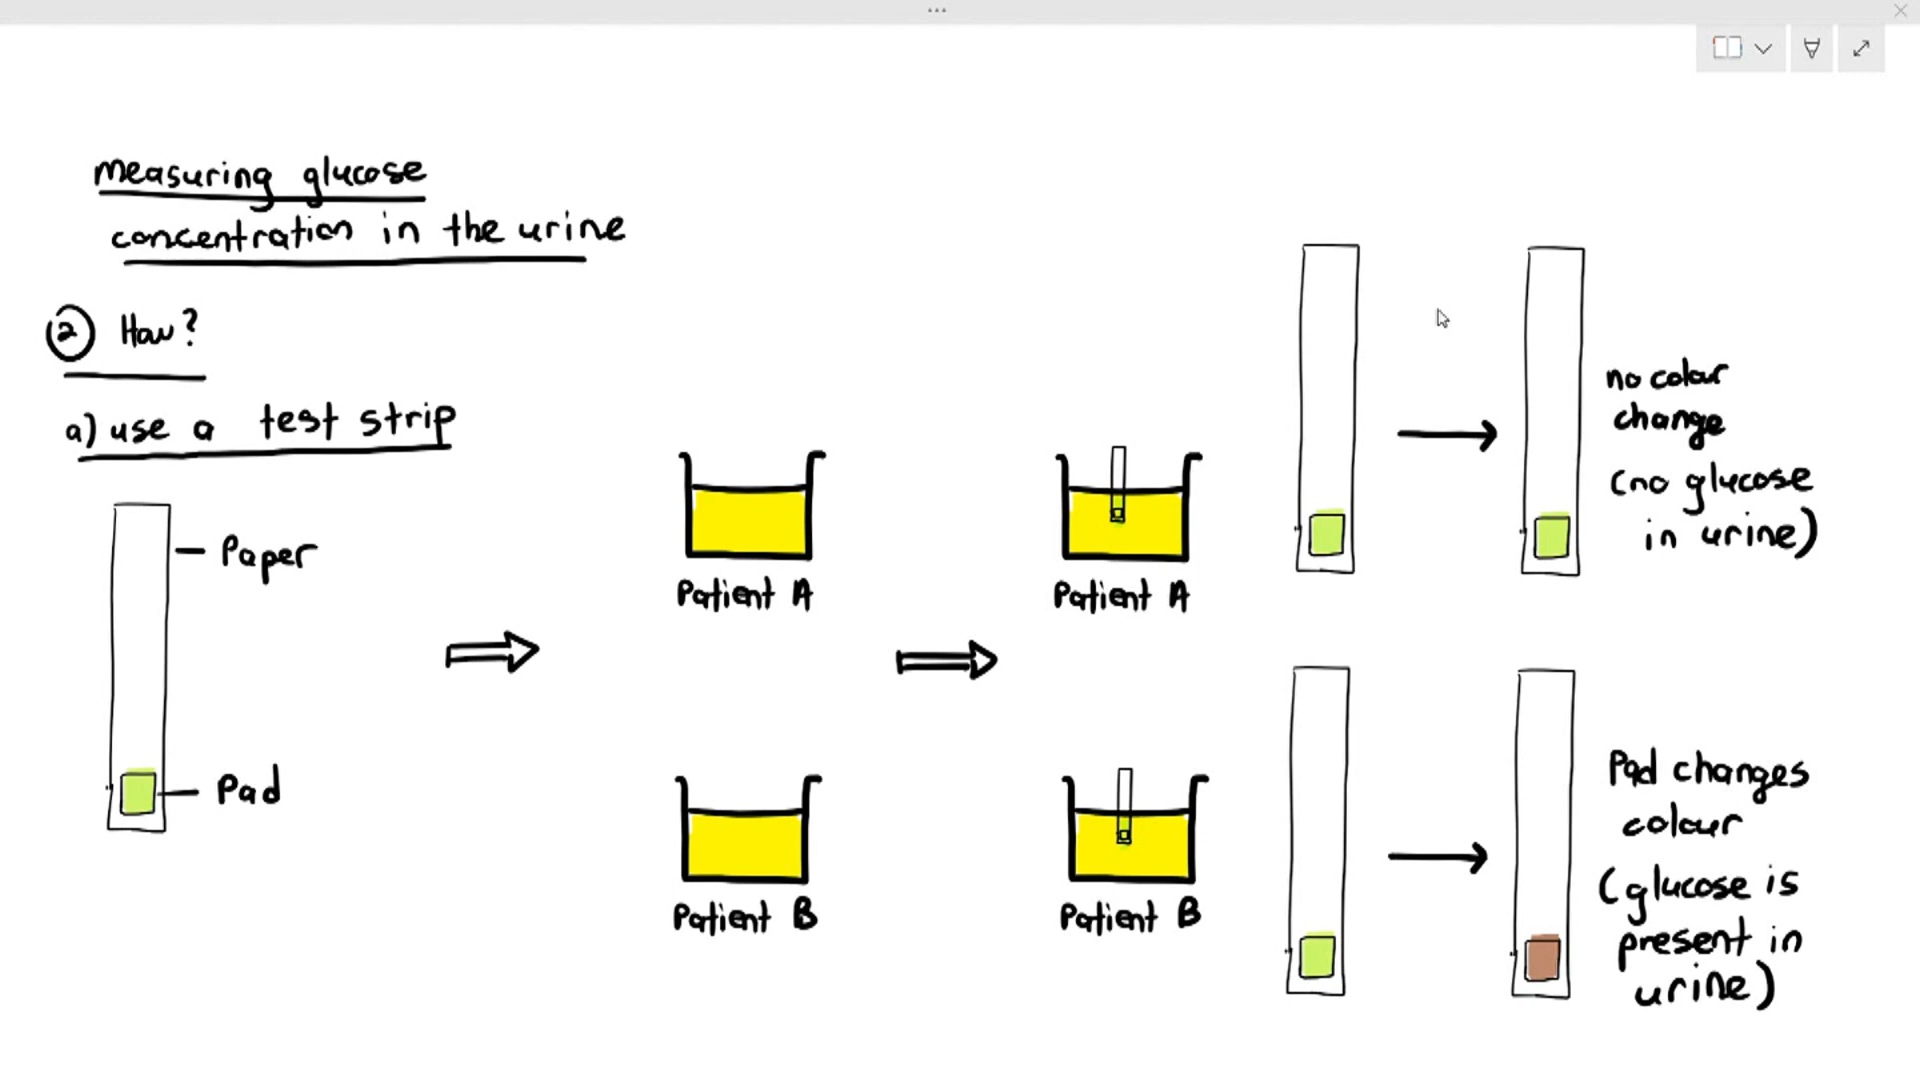 measuring glucose
concentration in the urine
2 How?
a) use a test strip
Paper
Pad
Patient A
Patient B
Patient A
Patient B
no colour
change
(no glucose
in urine)
Pad changes
colour
(glucose is
present in
urine)